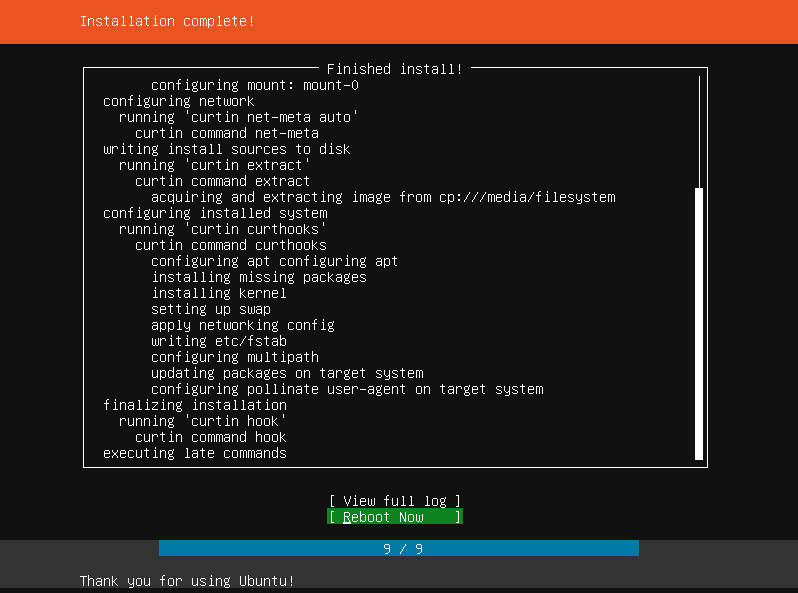 Installation complete!
Finished install!
configuring mount: mount-0
configuring network
running 'curtin net-meta auto'
curtin command net-meta
writing install sources to disk
running 'curtin extract'
curtin command extract
acquiring and extracting image from cp:///media/filesystem
configuring installed system
running 'curtin curthooks'
curtin command curthooks
configuring apt configuring apt
installing missing packages
installing kernel
setting up swap
apply networking config
writing etc/fstab
configuring multipath
updating packages on target system
configuring pollinate user-agent on target system
finalizing installation
running 'curtin hook'
curtin command hook
executing late commands
[ View full log ]
[ Reboot Now ]
9 / 9
Thank you for using Ubuntu!